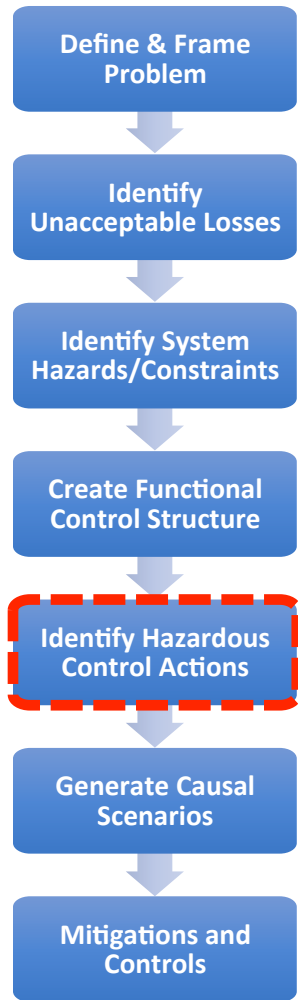 Define & Frame
Problem
Identify
Unacceptable Losses
Identify System
Hazards/Constraints
Create Functional
Control Structure
Identify Hazardous
Control Actions
Generate Causal
Scenarios
Mitigations and
Controls